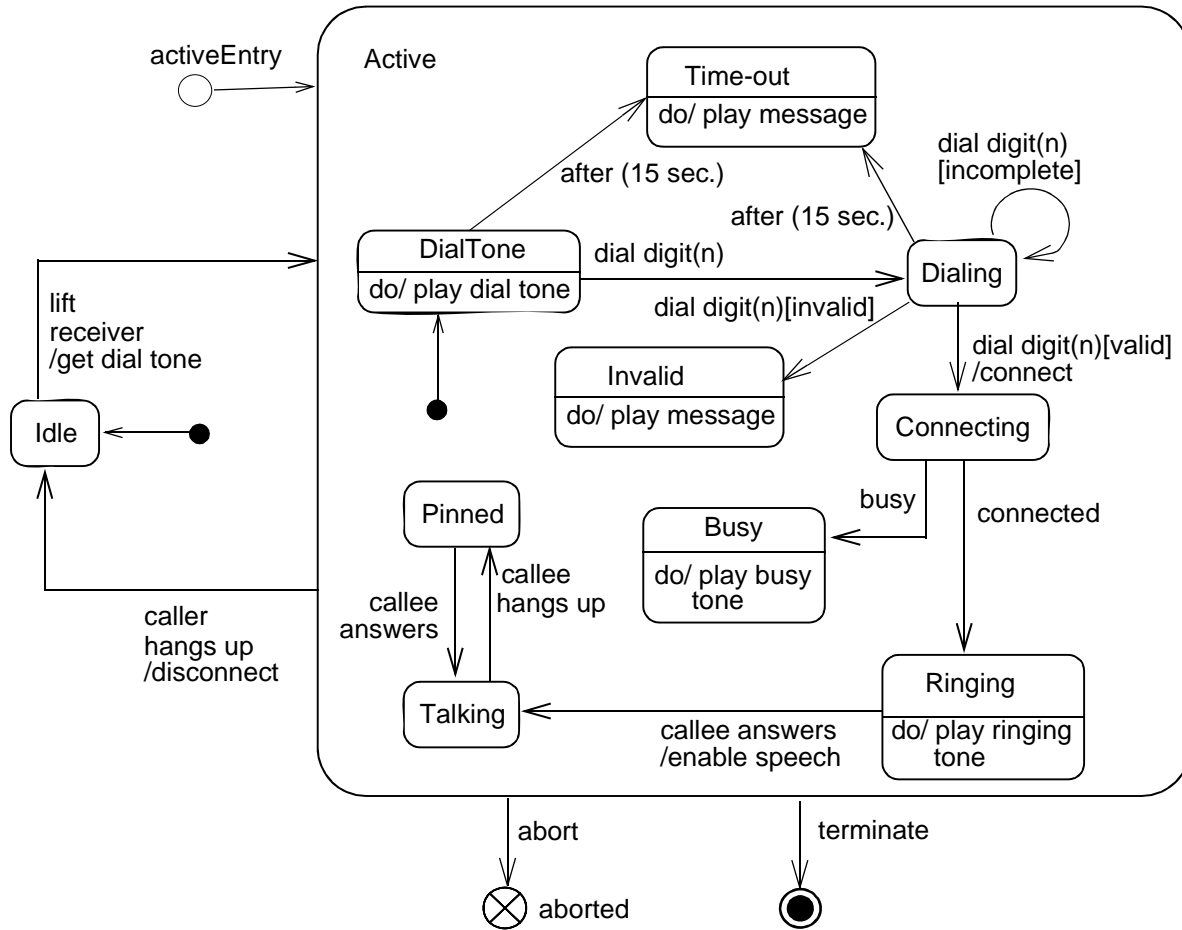 activeEntry
Active
Time-out
do/ play message
dial digit(n)
[incomplete]
after (15 sec.)
after (15 sec.)
DialTone
do/ play dial tone
dial digit(n)
Dialing
lift
receiver
/get dial tone
dial digit(n)[invalid]
dial digit(n)[valid]
/connect
Invalid
do/ play message
Idle
Connecting
Pinned
busy
connected
Busy
do/ play busy
tone
callee
hangs up
callee
answers
caller
hangs up
/disconnect
Talking
callee answers
/enable speech
Ringing
do/ play ringing
tone
abort
terminate
aborted